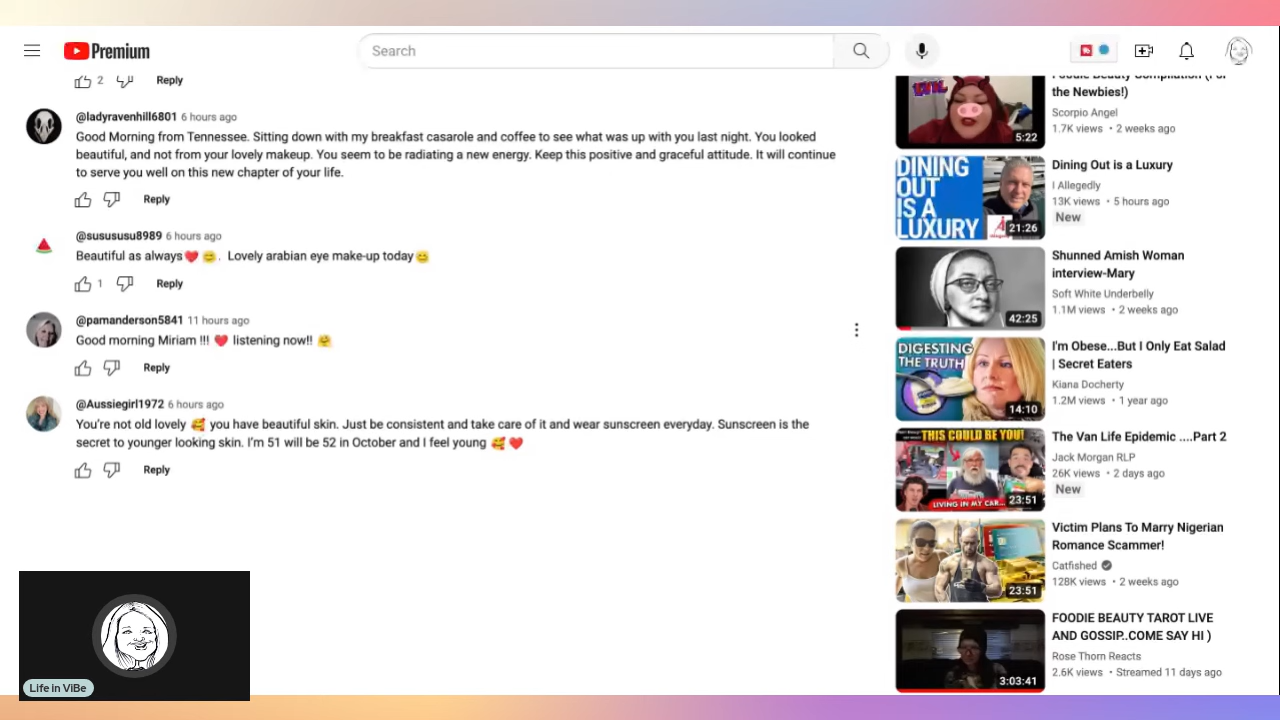 Premium
Search
2
Reply
@ladyravenhill6801 6 hours ago
Good Morning from Tennessee. Sitting down with my breakfast casarole and coffee to see what was up with you last night. You looked
beautiful, and not from your lovely makeup. You seem to be radiating a new energy. Keep this positive and graceful attitude. It will continue
to serve you well on this new chapter of your life.
Reply
@susususu8989 6 hours ago
Beautiful as always❤️😊. Lovely arabian eye make-up today😊
1
Reply
@pamanderson5841 11 hours ago
Good morning Miriam !!! ❤️ listening now!! 🤗
Reply
@Aussiegirl1972 6 hours ago
You're not old lovely 🥰 you have beautiful skin. Just be consistent and take care of it and wear sunscreen everyday. Sunscreen is the
secret to younger looking skin. I'm 51 will be 52 in October and I feel young 🥰❤️
Reply
Life in ViBe
Foodie Beauty Compilation (For
the Newbies!)
Scorpio Angel
1.7K views • 2 weeks ago
5:22
DINING
OUT
IS A
LUXURY
21:26
Dining Out is a Luxury
I Allegedly
13K views • 5 hours ago
New
42:25
Shunned Amish Woman
interview-Mary
Soft White Underbelly
1.1M views • 2 weeks ago
DIGESTING
THE TRUTH
14:10
I'm Obese...But I Only Eat Salad
| Secret Eaters
Kiana Docherty
1.2M views • 1 year ago
THIS COULD BE YOU!
LIVING IN MY CAR...
23:51
The Van Life Epidemic ....Part 2
Jack Morgan RLP
26K views • 2 days ago
New
23:51
Victim Plans To Marry Nigerian
Romance Scammer!
Catfished
128K views • 2 weeks ago
3:03:41
FOODIE BEAUTY TAROT LIVE
AND GOSSIP..COME SAY HI )
Rose Thorn Reacts
2.6K views • Streamed 11 days ago